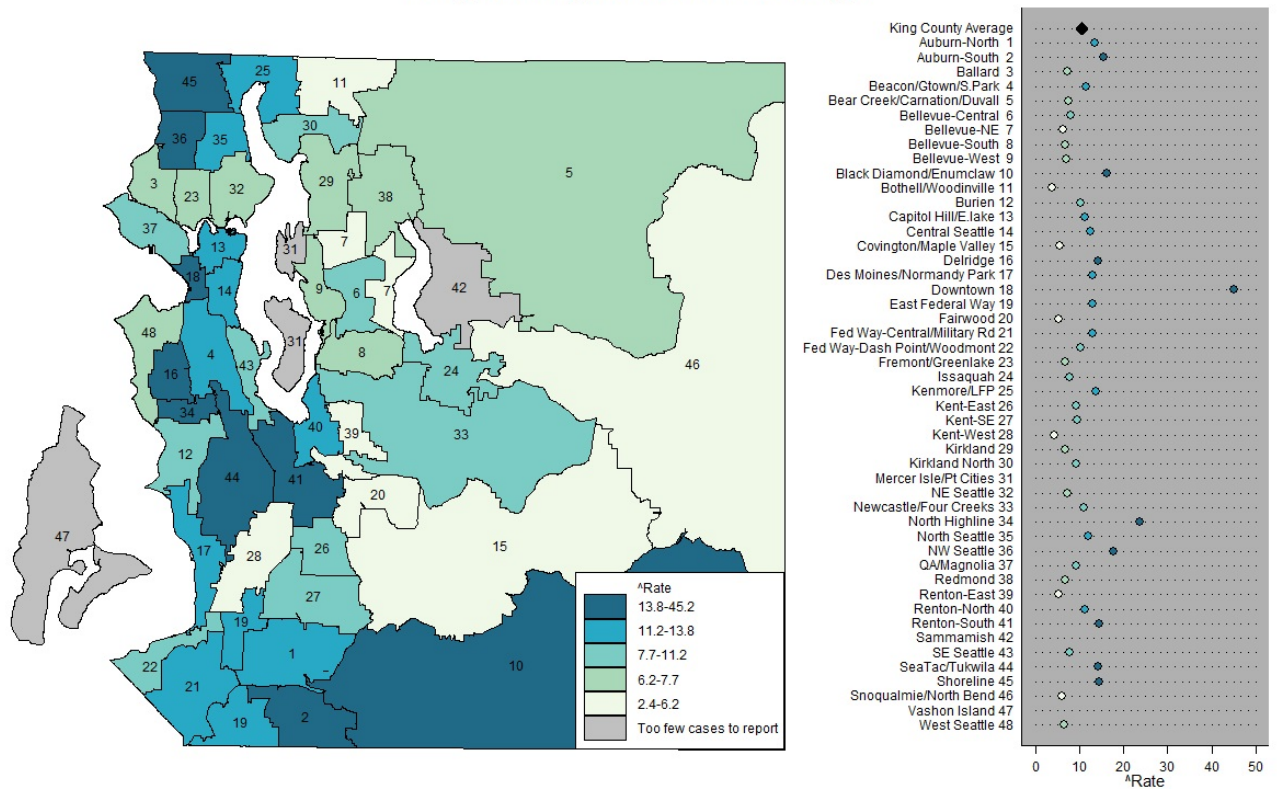 45
25
11
36
35
30
3
23
32
29
38
5
37
13
31
7
18
14
9
6
7
42
48
4
43
31
8
24
46
16
34
40
39
33
12
44
41
20
47
17
28
26
15
27
19
1
22
21
10
19
2
^Rate
13.8-45.2
11.2-13.8
7.7-11.2
6.2-7.7
2.4-6.2
Too few cases to report
King County Average
Auburn-North 1
Auburn-South 2
Ballard 3
Beacon/Gtown/S.Park 4
Bear Creek/Carnation/Duvall 5
Bellevue-Central 6
Bellevue-NE 7
Bellevue-South 8
Bellevue-West 9
Black Diamond/Enumclaw 10
Bothell/Woodinville 11
Burien 12
Capitol Hill/E.lake 13
Central Seattle 14
Covington/Maple Valley 15
Delridge 16
Des Moines/Normandy Park 17
Downtown 18
East Federal Way 19
Fairwood 20
Fed Way-Central/Military Rd 21
Fed Way-Dash Point/Woodmont 22
Fremont/Greenlake 23
Issaquah 24
Kenmore/LFP 25
Kent-East 26
Kent-SE 27
Kent-West 28
Kirkland 29
Kirkland North 30
Mercer Isle/Pt Cities 31
NE Seattle 32
Newcastle/Four Creeks 33
North Highline 34
North Seattle 35
NW Seattle 36
QA/Magnolia 37
Redmond 38
Renton-East 39
Renton-North 40
Renton-South 41
Sammamish 42
SE Seattle 43
SeaTac/Tukwila 44
Shoreline 45
Snoqualmie/North Bend 46
Vashon Island 47
West Seattle 48
0 10 20 30 40 50
^Rate